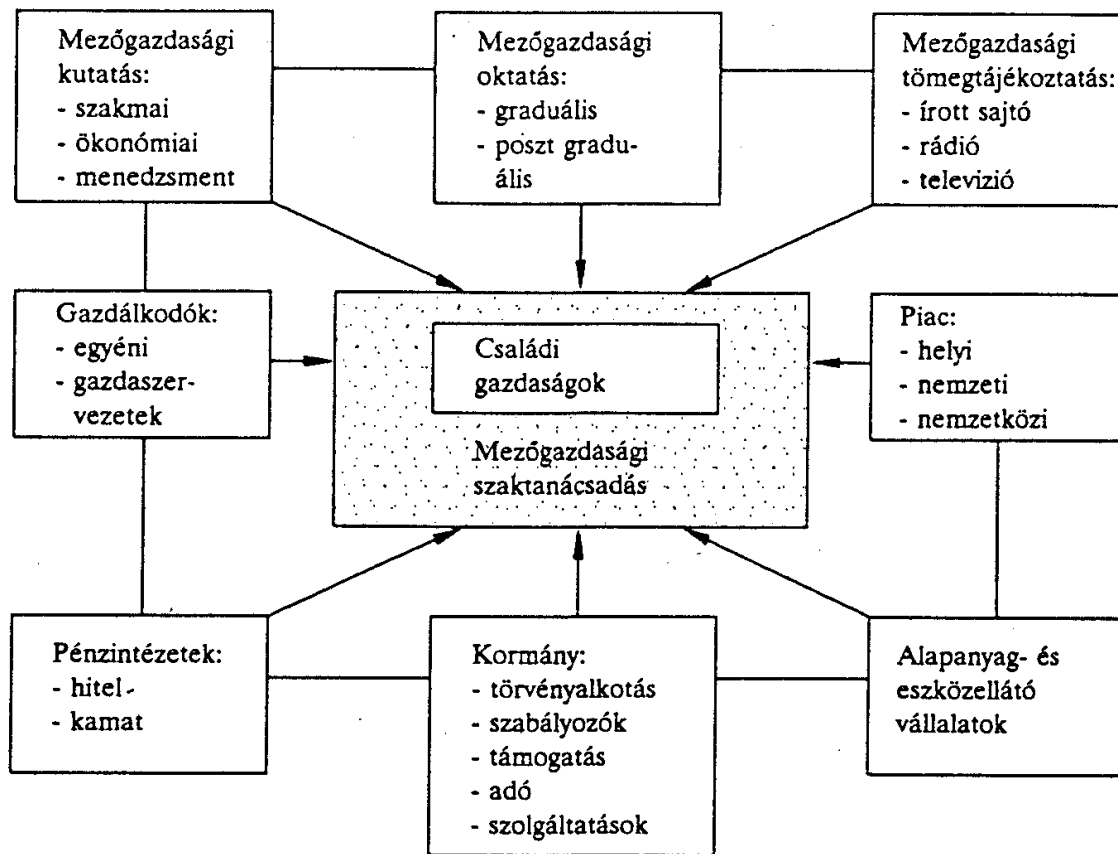 Mezőgazdasági
kutatás:
- szakmai
- ökonómiai
- menedzsment
Mezőgazdasági
oktatás:
- graduális
- poszt gradu-
ális
Mezőgazdasági
tömegtájékoztatás:
- írott sajtó
- rádió
- televizió
Gazdálkodók:
- egyéni
- gazdaszer-
vezetek
Családi
gazdaságok
Mezőgazdasági
szaktanácsadás
Piac:
- helyi
- nemzeti
- nemzetközi
Pénzintézetek:
- hitel
- kamat
Kormány:
- törvényalkotás
- szabályozók
- támogatás
- adó
- szolgáltatások
Alapanyag- és
eszközellátó
vállalatok